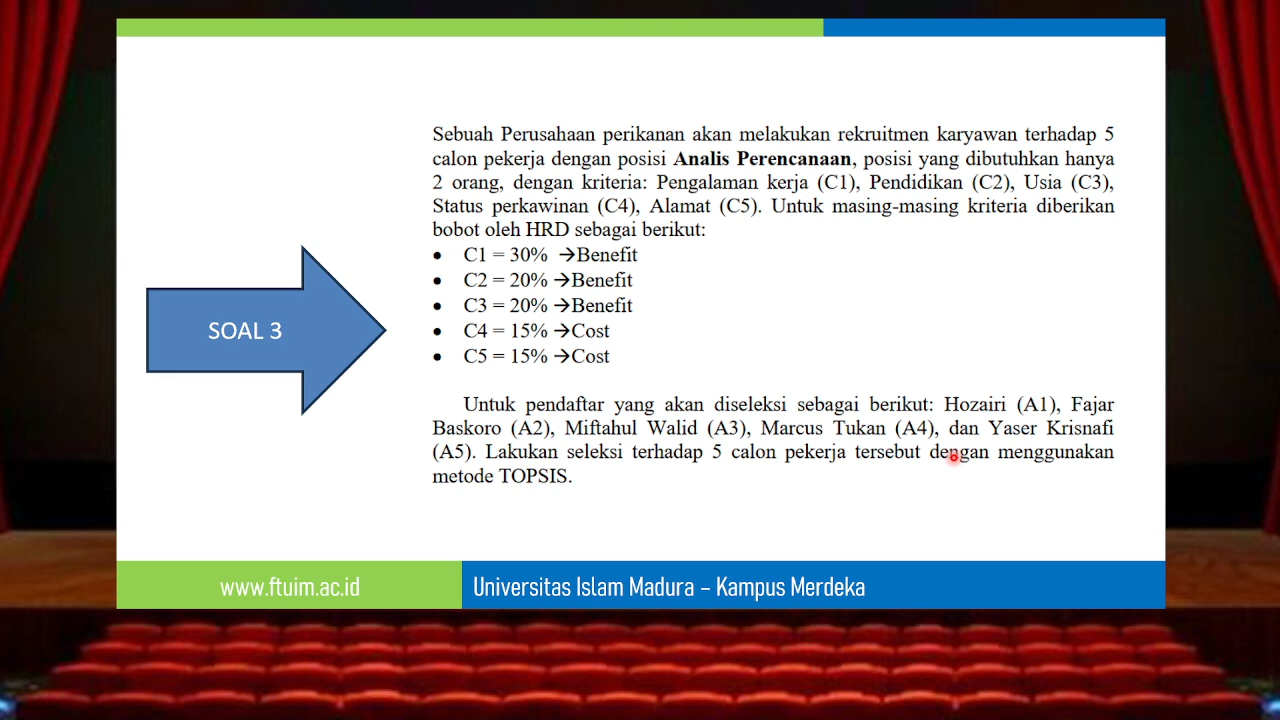 Sebuah Perusahaan perikanan akan melakukan rekruitmen karyawan terhadap 5
calon pekerja dengan posisi Analis Perencanaan, posisi yang dibutuhkan hanya
2 orang, dengan kriteria: Pengalaman kerja (C1), Pendidikan (C2), Usia (C3),
Status perkawinan (C4), Alamat (C5). Untuk masing-masing kriteria diberikan
bobot oleh HRD sebagai berikut:
• C1 = 30% →Benefit
• C2 = 20% →Benefit
• C3 = 20% →Benefit
• C4 = 15% →Cost
• C5 = 15% →Cost
SOAL 3
Untuk pendaftar yang akan diseleksi sebagai berikut: Hozairi (A1), Fajar
Baskoro (A2), Miftahul Walid (A3), Marcus Tukan (A4), dan Yaser Krisnafi
(A5). Lakukan seleksi terhadap 5 calon pekerja tersebut dengan menggunakan
metode TOPSIS.
www.ftuim.ac.id
Universitas Islam Madura – Kampus Merdeka